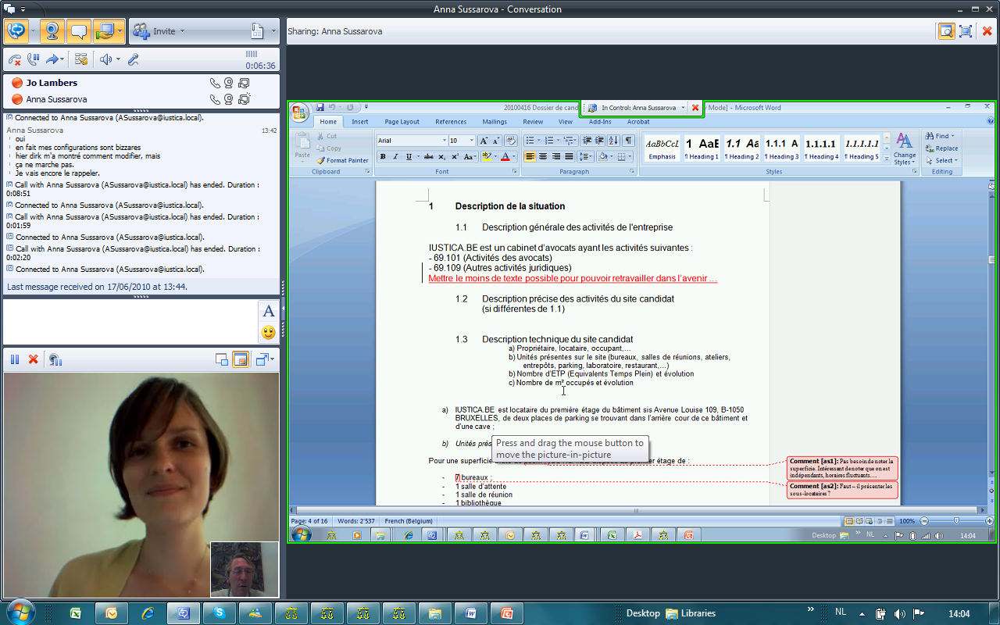 Anna Sussarova - Conversation
Invite
Sharing: Anna Sussarova
0:06:36
Jo Lambers
Anna Sussarova
Connected to Anna Sussarova (ASussarova@iustica.local).
Anna Sussarova 13:42
oui
en fait mes configurations sont bizzares
hier dirk m'a montré comment modifier, mais
ça ne marche pas.
Je vais encore le rappeler.
Call with Anna Sussarova (ASussarova@iustica.local) has ended. Duration :
0:08:51
Connected to Anna Sussarova (ASussarova@iustica.local).
Call with Anna Sussarova (ASussarova@iustica.local) has ended. Duration :
0:01:59
Connected to Anna Sussarova (ASussarova@iustica.local).
Call with Anna Sussarova (ASussarova@iustica.local) has ended. Duration :
0:02:20
Connected to Anna Sussarova (ASussarova@iustica.local).
Last message received on 17/06/2010 at 13:44.
A
20100416 Dossier de cand
In Control: Anna Sussarova
Mode] - Microsoft Word
Home Insert Page Layout References Mailings Review View Add-Ins Acrobat
Paste
Cut
Copy
Format Painter
Clipboard
Arial 10
Font
Paragraph
AaBbCcL 1 AaE 1.1 Aa 1.1.1 A 1.1.1.1 1.1.1.1.1
Emphasis ¶ Heading 1 ¶ Heading 2 ¶ Heading 3 ¶ Heading 4 ¶ Heading 5
Change
Styles
Styles
Find
Replace
Select
Editing
1 Description de la situation
1.1 Description générale des activités de l'entreprise
IUSTICA.BE est un cabinet d'avocats ayant les activités suivantes :
- 69.101 (Activités des avocats)
- 69.109 (Autres activités juridiques)
Mettre le moins de texte possible pour pouvoir retravailler dans l'avenir ...
1.2 Description précise des activités du site candidat
(si différentes de 1.1)
1.3 Description technique du site candidat
a) Propriétaire, locataire, occupant,...
b) Unités présentes sur le site (bureaux, salles de réunions, ateliers,
entrepôts, parking, laboratoire, restaurant,...)
b) Nombre d'ETP (Equivalents Temps Plein) et évolution
c) Nombre de m² occupés et évolution
a) IUSTICA.BE est locataire du première étage du bâtiment sis Avenue Louise 109, B-1050
BRUXELLES, de deux places de parking se trouvant dans l'arrière cour de ce bâtiment et
d'une cave ;
b) Unités prés
Press and drag the mouse button to
move the picture-in-picture
Pour une superficie
étage de :
- 7 bureaux ;
- 1 salle d'attente
- 1 salle de réunion
- 1 bibliothèque
Comment [as1]: Pas besoin de noter la
superficie. Intéressant de noter que on est
indépendants, horaires fluctuants....
Comment [as2]: Faut – il présenter les
sous-locataires ?
Page: 4 of 16 Words: 2'537 French (Belgium) 100%
Desktop NL 14:04
Desktop Libraries NL 14:04